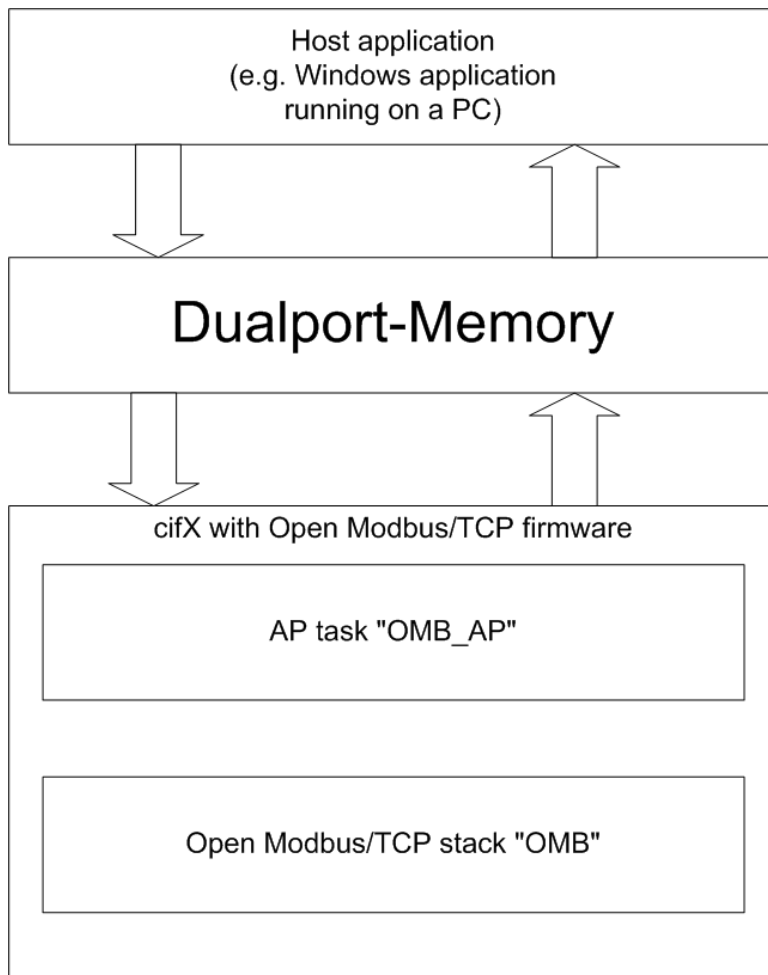 Host application
(e.g. Windows application
running on a PC)
Dualport-Memory
cifX with Open Modbus/TCP firmware
AP task "OMB_AP"
Open Modbus/TCP stack "OMB"